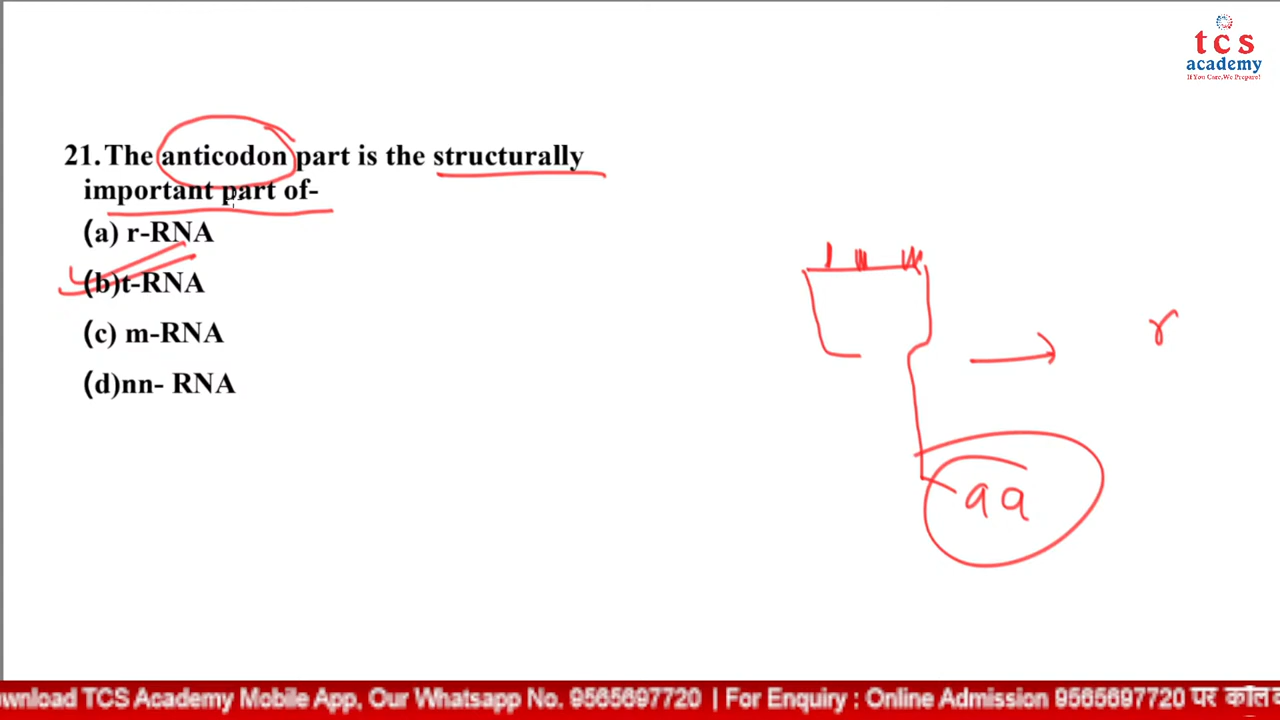 tcs
academy
If You Care, We Prepare!
21. The anticodon part is the structurally
important part of-
(a) r-RNA
(b) t-RNA
(c) m-RNA
(d) nn- RNA
r
aa
wnload TCS Academy Mobile App, Our Whatsapp No. 9565697720 | For Enquiry : Online Admission 9565697720 पर कॉल